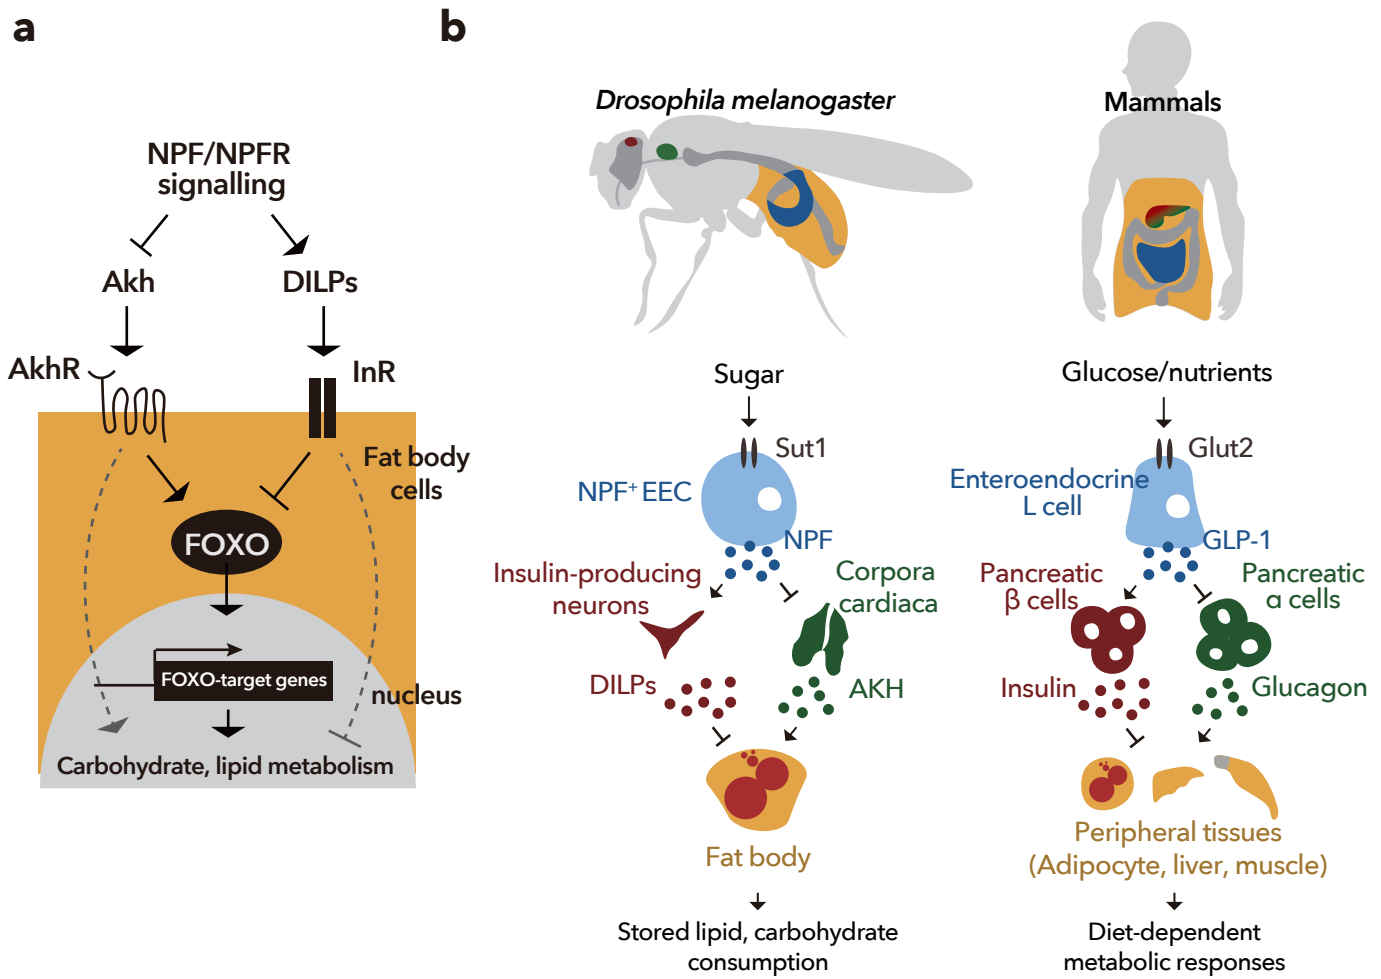 a
NPF/NPFR
signalling
Akh
DILPs
AkhR
InR
Fat body
cells
FOXO
FOXO-target genes
nucleus
Carbohydrate, lipid metabolism
b
Drosophila melanogaster
Sugar
Sut1
NPF+ EEC
NPF
Insulin-producing
neurons
Corpora
cardiaca
DILPs
AKH
Fat body
Stored lipid, carbohydrate
consumption
Mammals
Glucose/nutrients
Glut2
Enteroendocrine
L cell
GLP-1
Pancreatic
β cells
Pancreatic
α cells
Insulin
Glucagon
Peripheral tissues
(Adipocyte, liver, muscle)
Diet-dependent
metabolic responses